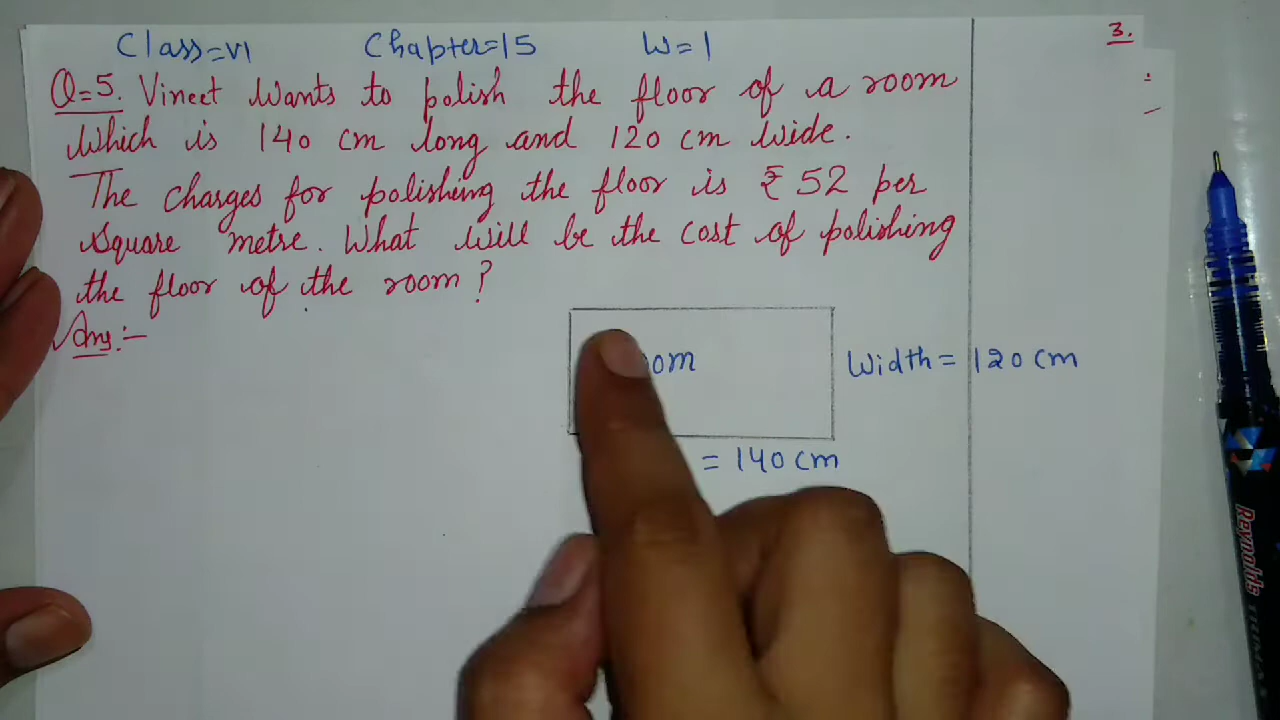 Class=VI Chapter=15 W=1
3.
Q=5. Vineet wants to polish the floor of a room
which is 140 cm long and 120 cm wide.
The charges for polishing the floor is ₹ 52 per
square metre. What will be the cost of polishing
the floor of the room?
Ans:-
oom
Width = 120 cm
= 140 cm
Reynolds